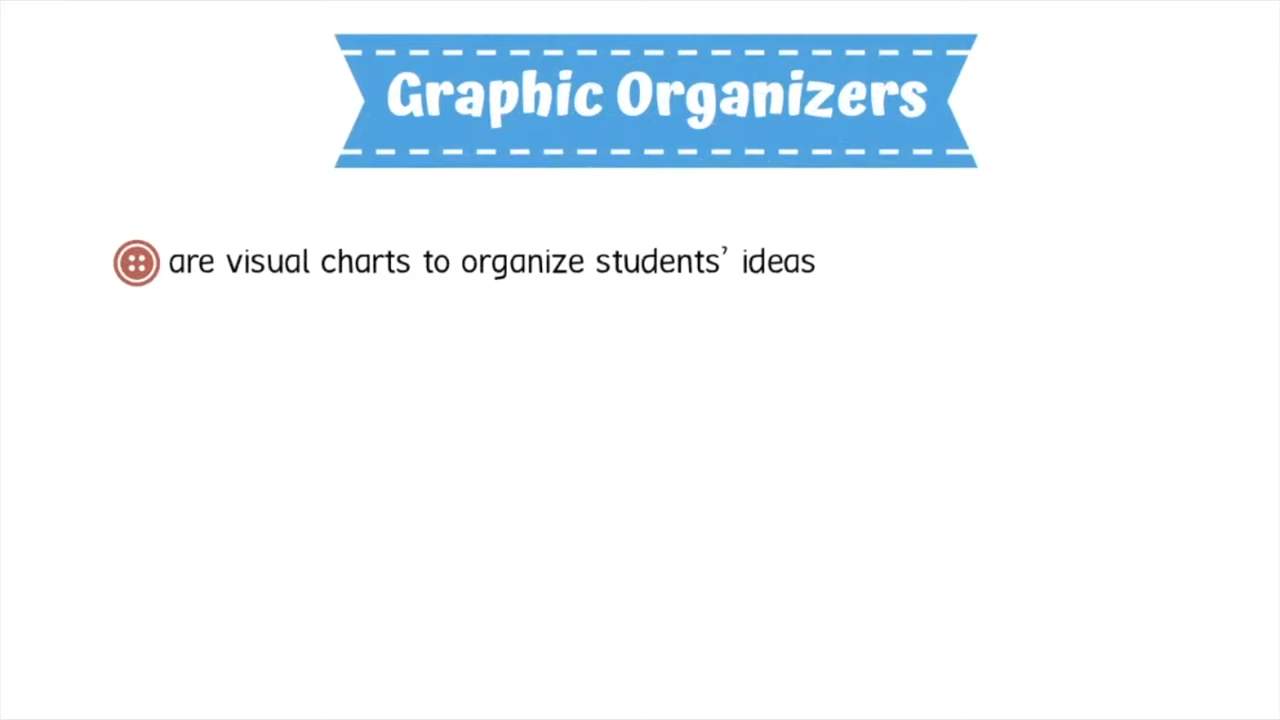 Graphic Organizers
are visual charts to organize students’ ideas